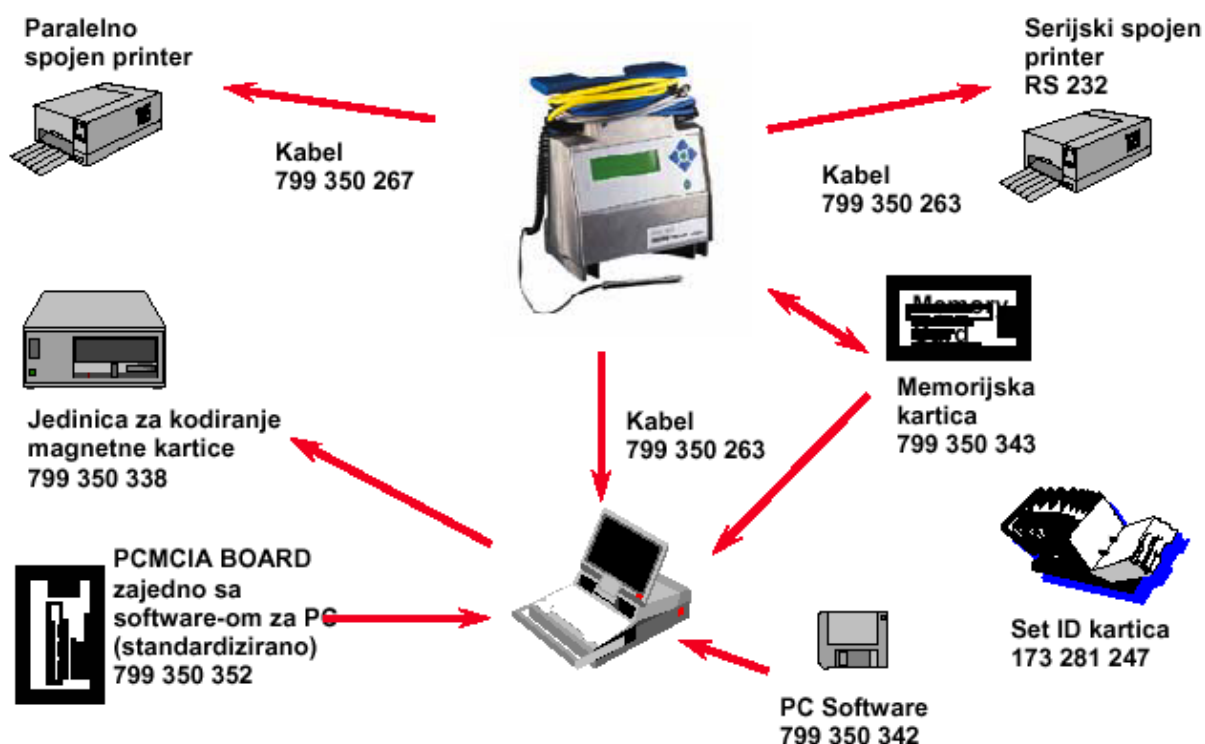 Paralelno
spojen printer
Serijski spojen
printer
RS 232
Kabel
799 350 267
Kabel
799 350 263
Memory
Memorijska
kartica
799 350 343
Jedinica za kodiranje
magnetne kartice
799 350 338
Kabel
799 350 263
PCMCIA BOARD
zajedno sa
software-om za PC
(standardizirano)
799 350 352
Set ID kartica
173 281 247
PC Software
799 350 342